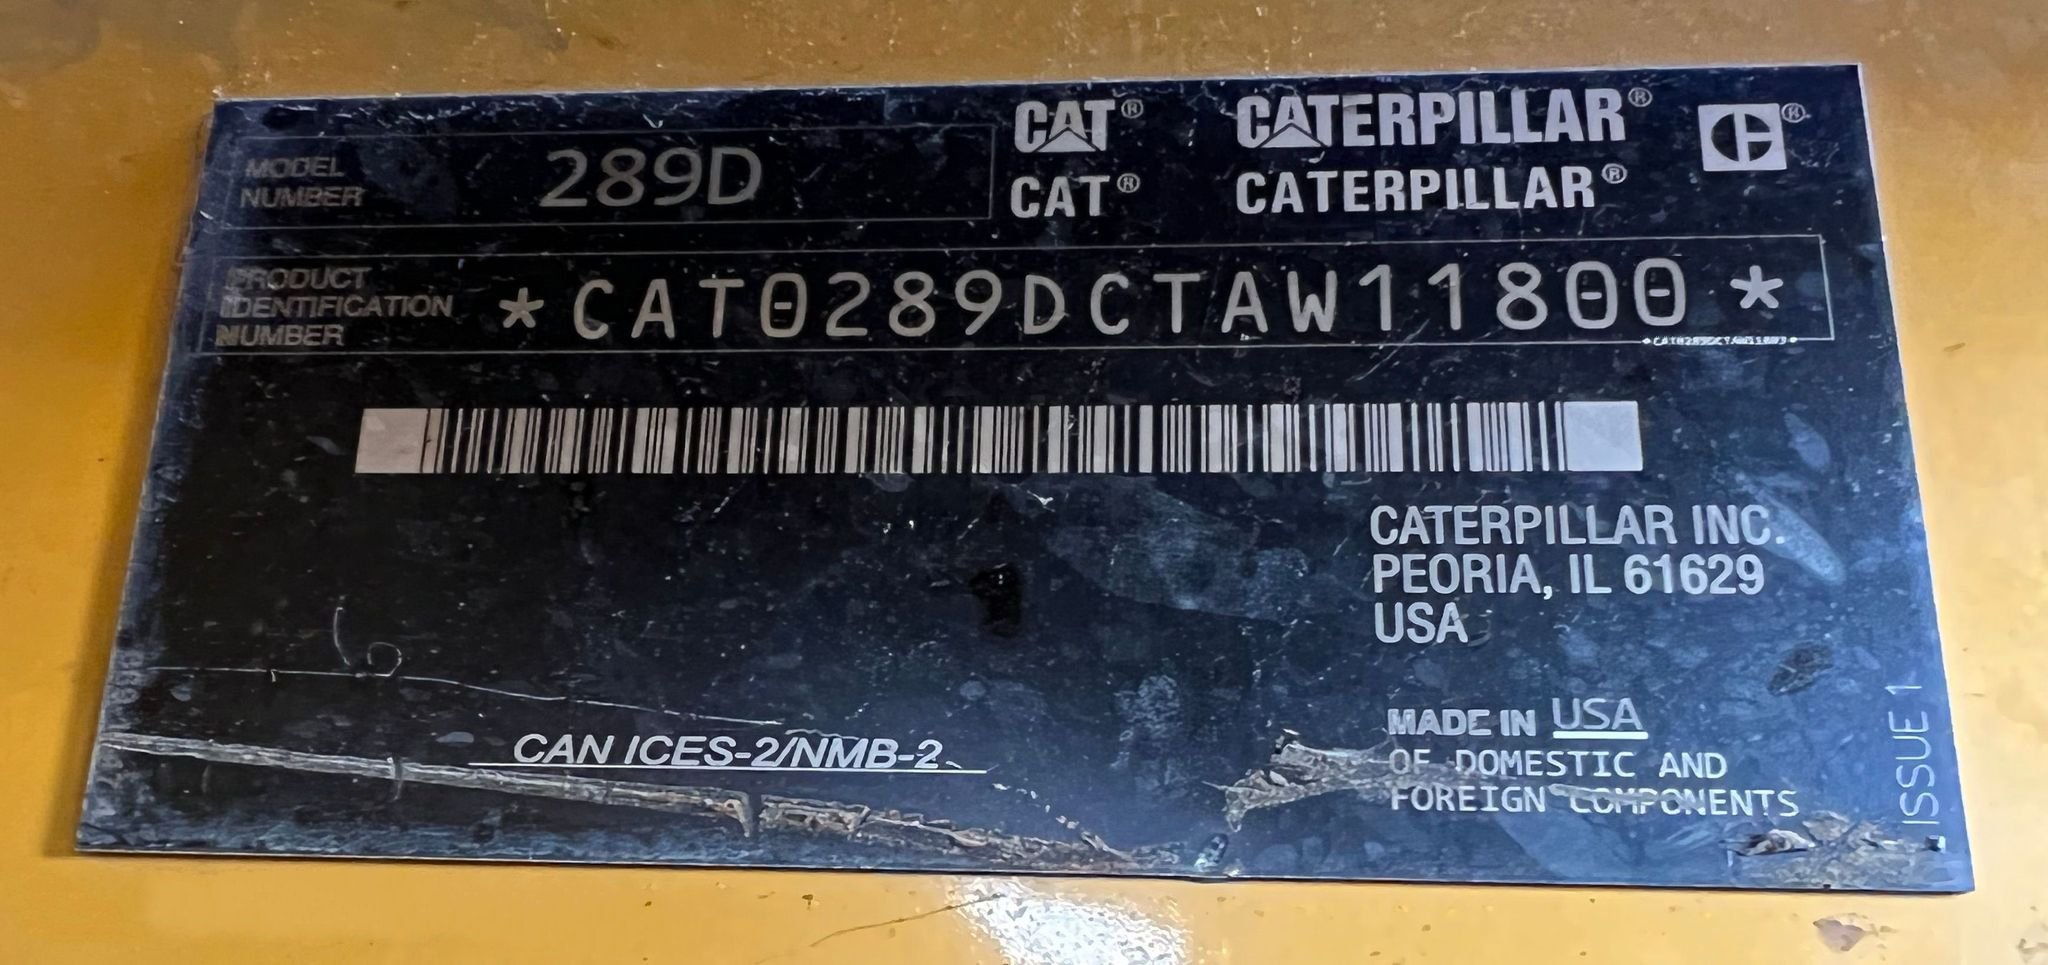 MODEL
NUMBER
289D
CAT® CATERPILLAR®
CAT® CATERPILLAR®
®
PRODUCT
IDENTIFICATION
NUMBER
*CAT0289DCTAW11800*
CATERPILLAR INC.
PEORIA, IL 61629
USA
6
CAN ICES-2/NMB-2
MADE IN USA
OF DOMESTIC AND
FOREIGN COMPONENTS
ISSUE 1